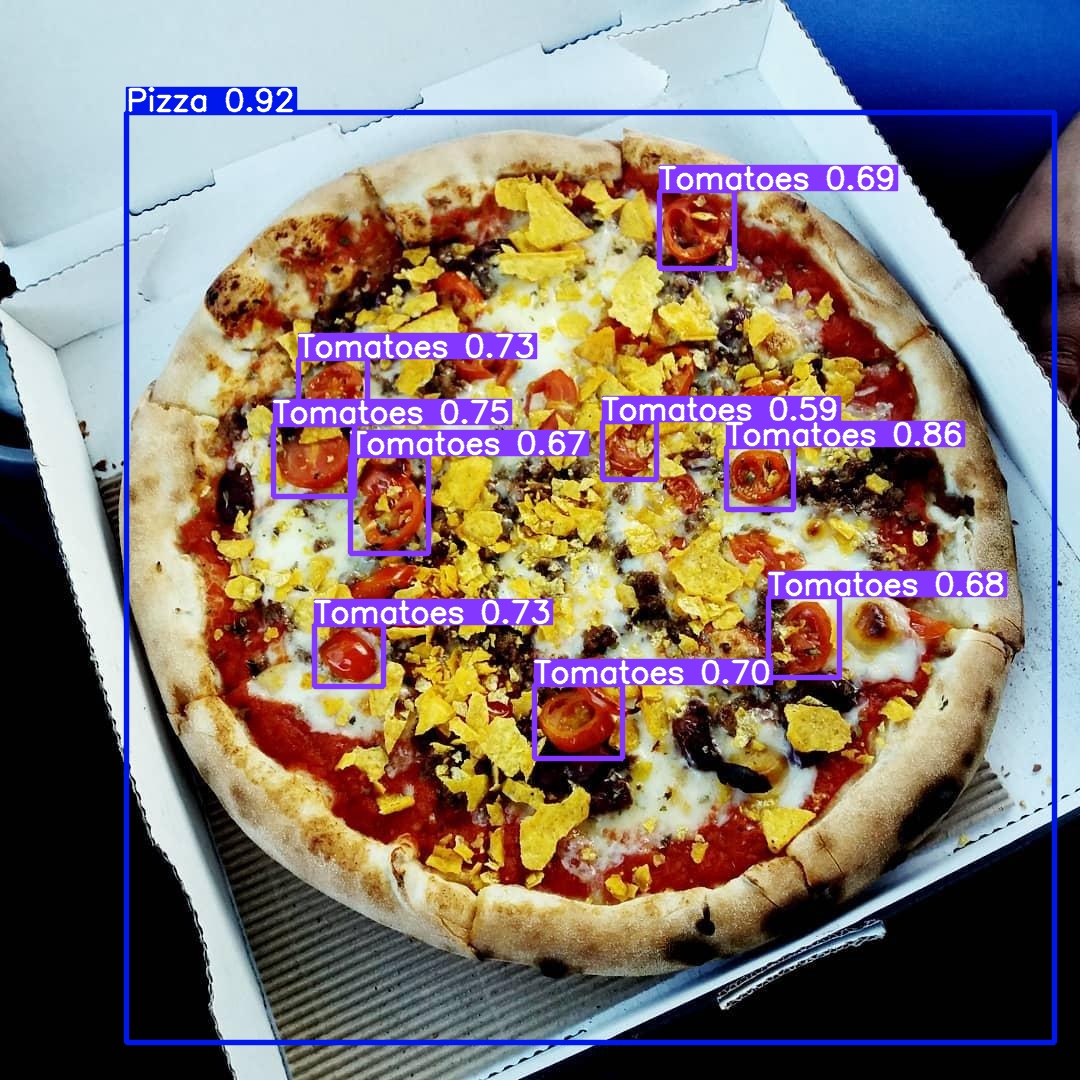 Pizza 0.92
Tomatoes 0.69
Tomatoes 0.73
Tomatoes 0.75
Tomatoes 0.59
Tomatoes 0.67
Tomatoes 0.86
Tomatoes 0.73
Tomatoes 0.68
Tomatoes 0.70